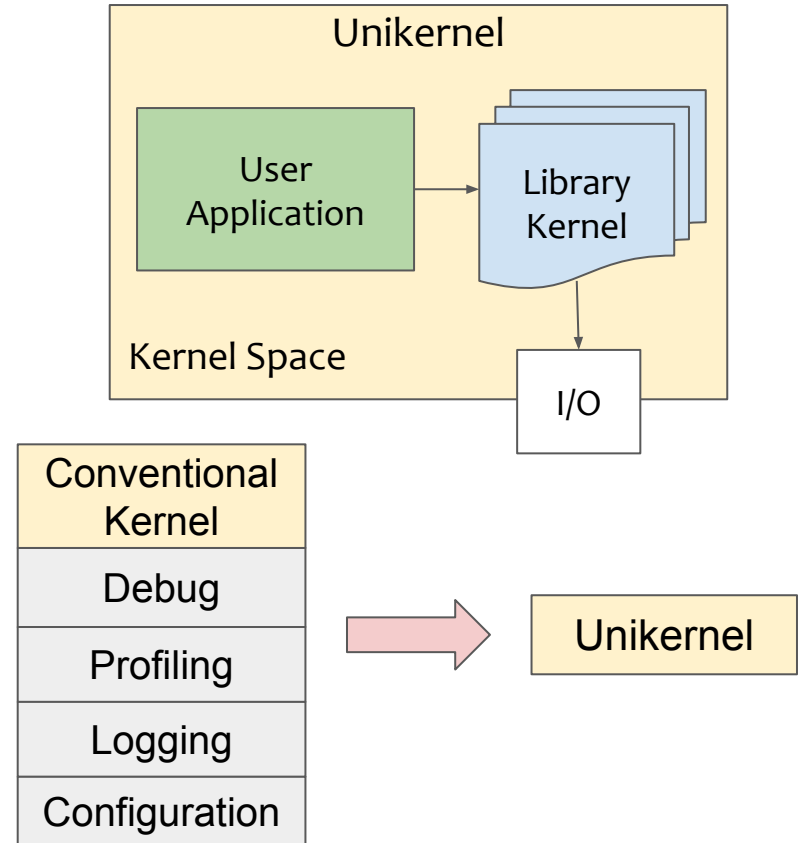 Unikernel
User
Application
Library
Kernel
Kernel Space
I/O
Conventional
Kernel
Debug
Profiling
Logging
Configuration
Unikernel